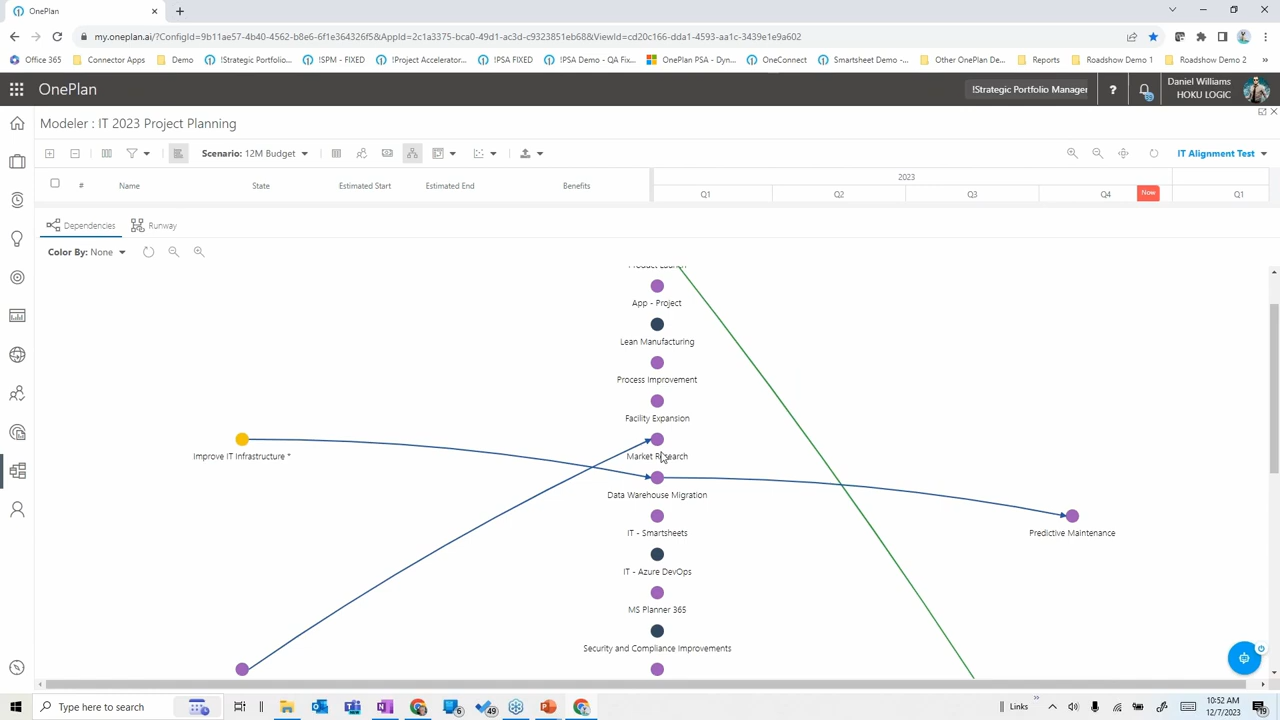 OnePlan
my.oneplan.ai/?ConfigId=9b11ae57-4b40-4562-b8e6-6f1e364326f5&AppId=2c1a3375-bca0-49d1-ac3d-c9323851eb68&ViewId=cd20c166-dda1-4593-aa1c-3439e1e9a602
Office 365 Connector Apps Demo !Strategic Portfolio... !SPM - FIXED !Project Accelerator... !PSA FIXED !PSA Demo - QA Fix... OnePlan PSA - Dyn... OneConnect Smartsheet Demo -... Other OnePlan De... Reports Roadshow Demo 1 Roadshow Demo 2 »
OnePlan !Strategic Portfolio Manager ? Daniel Williams
HOKU LOGIC
Modeler : IT 2023 Project Planning
Scenario: 12M Budget IT Alignment Test
# Name State Estimated Start Estimated End Benefits
2023
Q1 Q2 Q3 Q4 Now Q1
Dependencies Runway
Color By: None
Product Launch
App - Project
Lean Manufacturing
Process Improvement
Facility Expansion
Improve IT Infrastructure * Market Research
Data Warehouse Migration
IT - Smartsheets Predictive Maintenance
IT - Azure DevOps
MS Planner 365
Security and Compliance Improvements
Type here to search 6 49 Links » 10:52 AM
12/7/2023 19